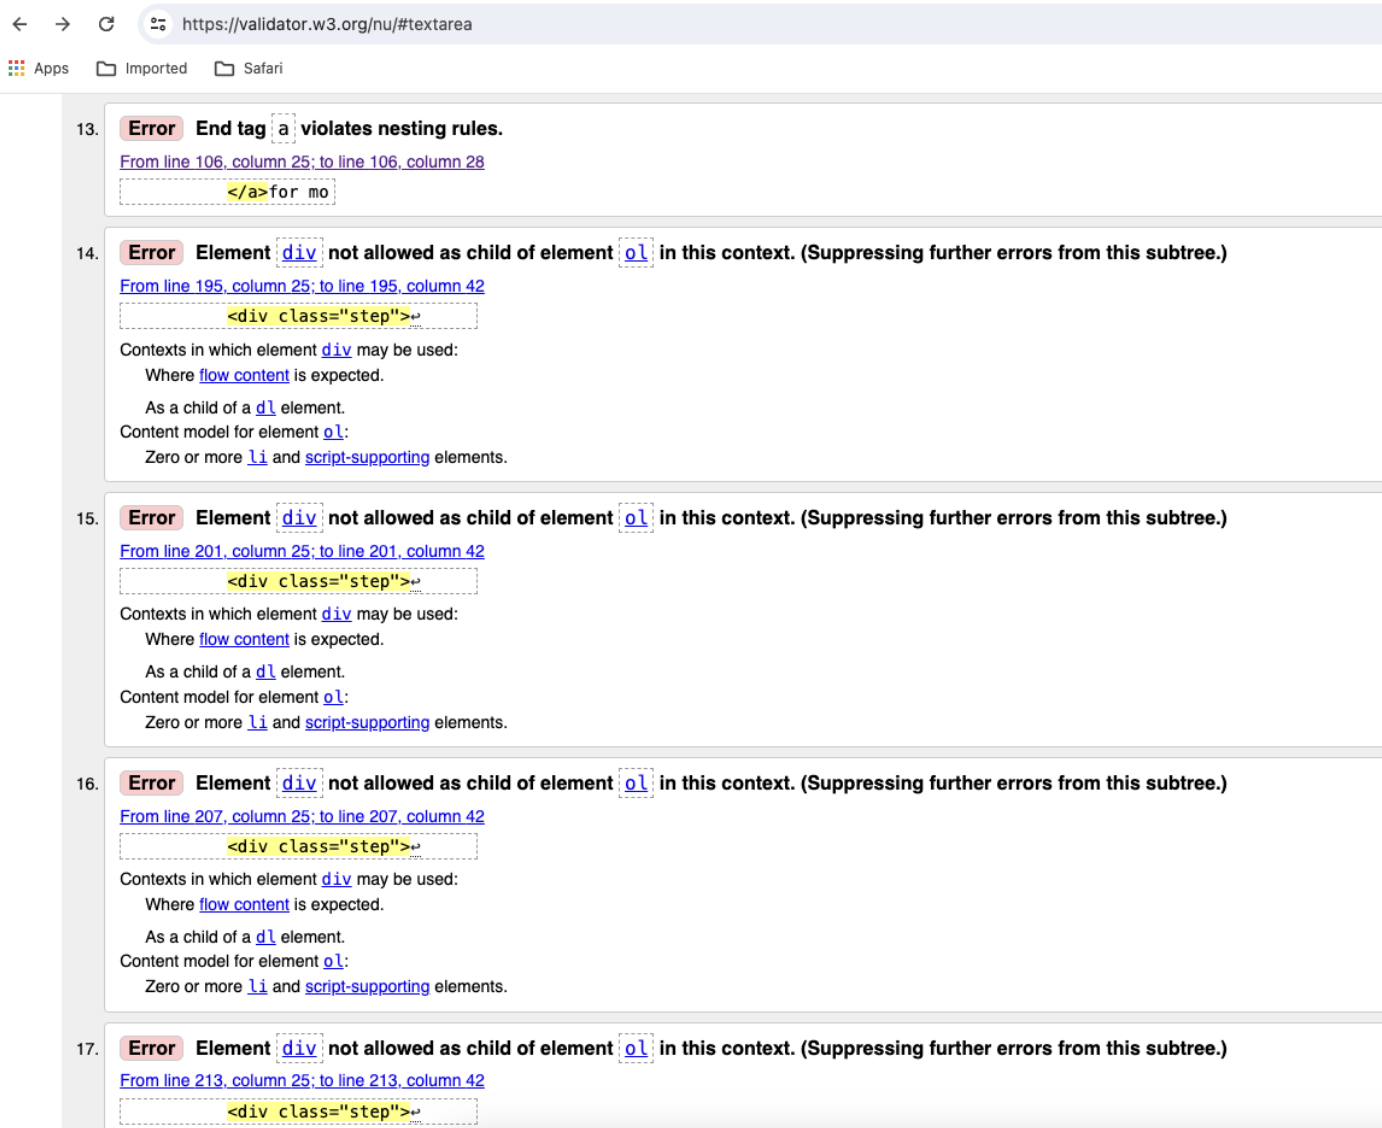 https://validator.w3.org/nu/#textarea
Apps Imported Safari
13. Error End tag a violates nesting rules.
From line 106, column 25; to line 106, column 28
</a>for mo
14. Error Element div not allowed as child of element ol in this context. (Suppressing further errors from this subtree.)
From line 195, column 25; to line 195, column 42
<div class="step">↩
Contexts in which element div may be used:
Where flow content is expected.
As a child of a dl element.
Content model for element ol:
Zero or more li and script-supporting elements.
15. Error Element div not allowed as child of element ol in this context. (Suppressing further errors from this subtree.)
From line 201, column 25; to line 201, column 42
<div class="step">↩
Contexts in which element div may be used:
Where flow content is expected.
As a child of a dl element.
Content model for element ol:
Zero or more li and script-supporting elements.
16. Error Element div not allowed as child of element ol in this context. (Suppressing further errors from this subtree.)
From line 207, column 25; to line 207, column 42
<div class="step">↩
Contexts in which element div may be used:
Where flow content is expected.
As a child of a dl element.
Content model for element ol:
Zero or more li and script-supporting elements.
17. Error Element div not allowed as child of element ol in this context. (Suppressing further errors from this subtree.)
From line 213, column 25; to line 213, column 42
<div class="step">↩